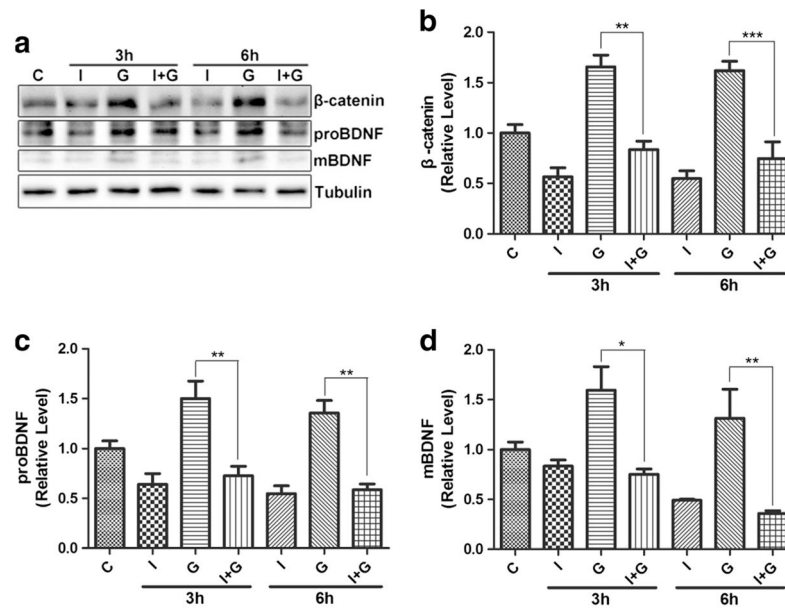 a
3h 6h
C I G I+G I G I+G
β-catenin
proBDNF
mBDNF
Tubulin
b
β -catenin
(Relative Level)
2.0
1.5
1.0
0.5
0.0
** ***
C I G I+G I G I+G
3h 6h
c
proBDNF
(Relative Level)
2.0
1.5
1.0
0.5
0.0
** **
C I G I+G I G I+G
3h 6h
d
mBDNF
(Relative Level)
2.0
1.5
1.0
0.5
0.0
* **
C I G I+G I G I+G
3h 6h